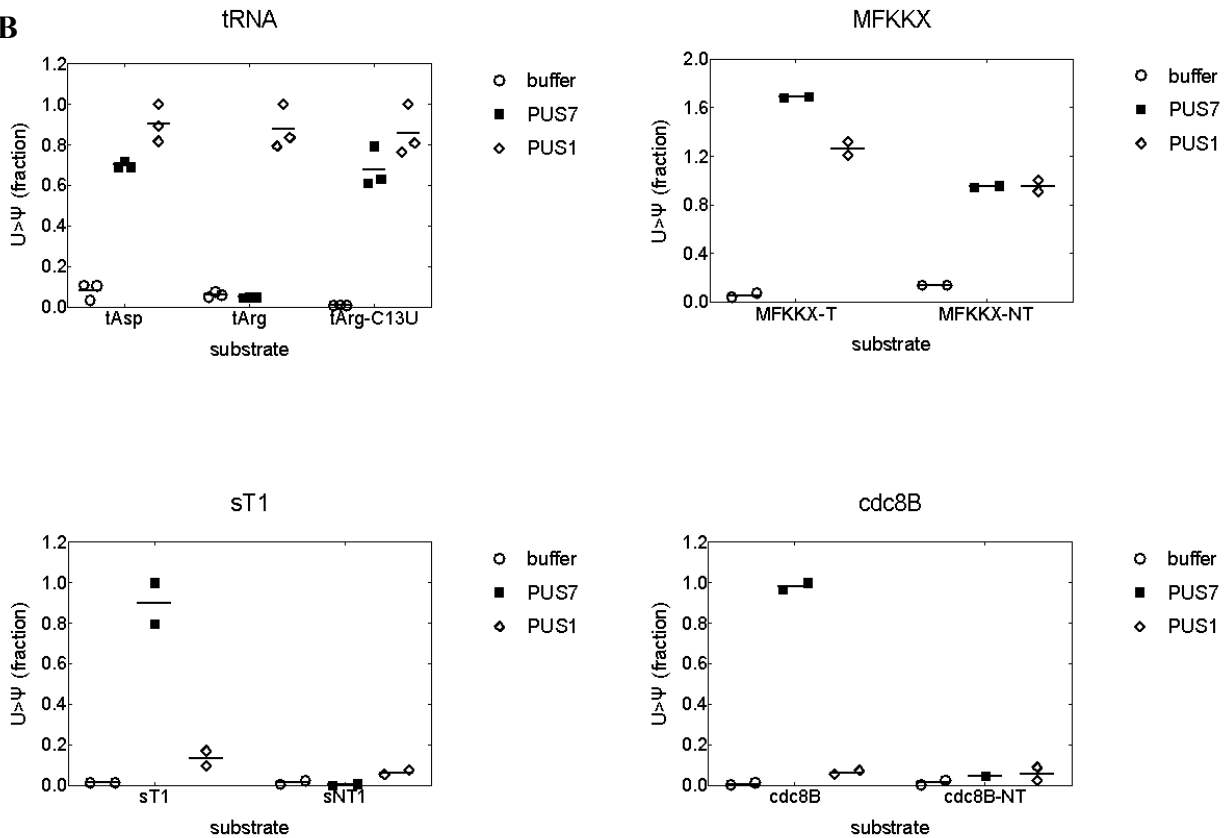 B
tRNA
U>Ψ (fraction)
1.2
1.0
0.8
0.6
0.4
0.2
0.0
tAsp tArg tArg-C13U
substrate
buffer
PUS7
PUS1
MFKKX
U>Ψ (fraction)
2.0
1.6
1.2
0.8
0.4
0.0
MFKKX-T MFKKX-NT
substrate
buffer
PUS7
PUS1
sT1
U>Ψ (fraction)
1.2
1.0
0.8
0.6
0.4
0.2
0.0
sT1 sNT1
substrate
buffer
PUS7
PUS1
cdc8B
U>Ψ (fraction)
1.2
1.0
0.8
0.6
0.4
0.2
0.0
cdc8B cdc8B-NT
substrate
buffer
PUS7
PUS1